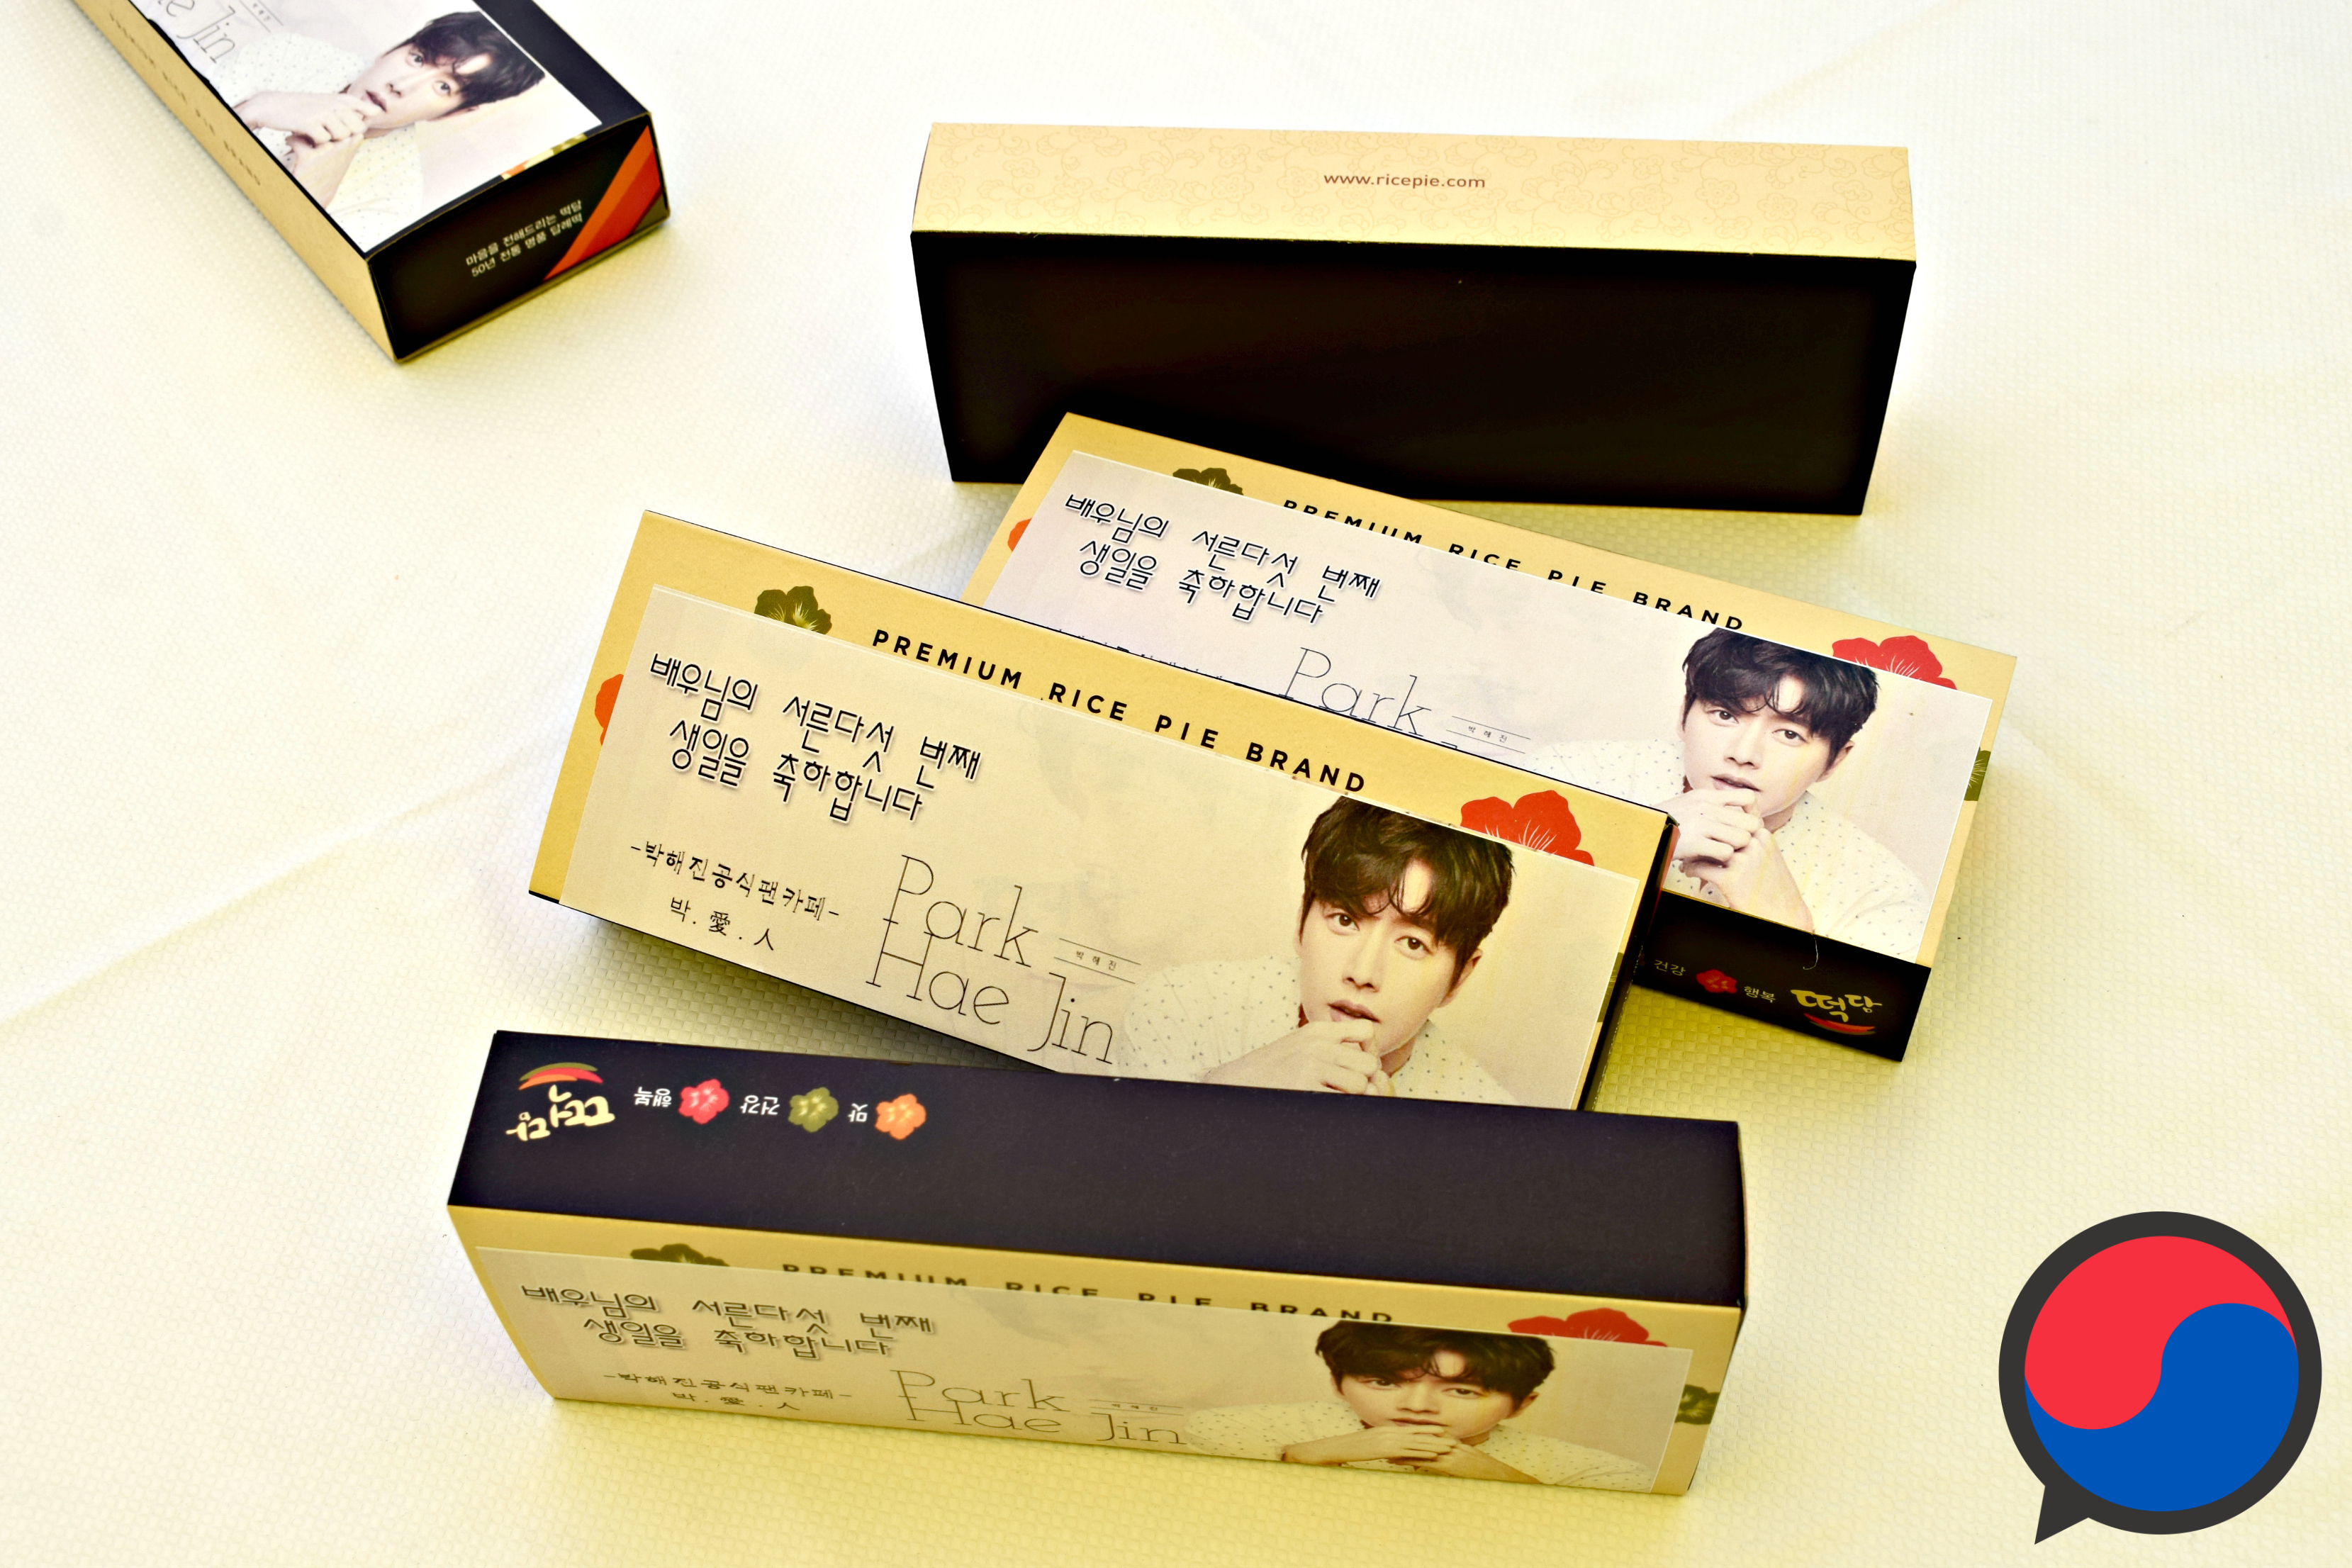 e Jin
마음을 전해드리는 떡담
50년 전통 명품 답례떡
www.ricepie.com
PREMIUM RICE PIE BRAND
배우님의 서른다섯 번째
생일을 축하합니다
Park
박해진
건강 행복 떡담
PREMIUM RICE PIE BRAND
배우님의 서른다섯 번째
생일을 축하합니다
-박해진공식팬카페-
박.愛.人
Park
박해진
Hae Jin
맛 건강 행복 떡담
PREMIUM RICE PIE BRAND
배우님의 서른다섯 번째
생일을 축하합니다
-박해진공식팬카페-
박.愛.人
Park
박해진
Hae Jin